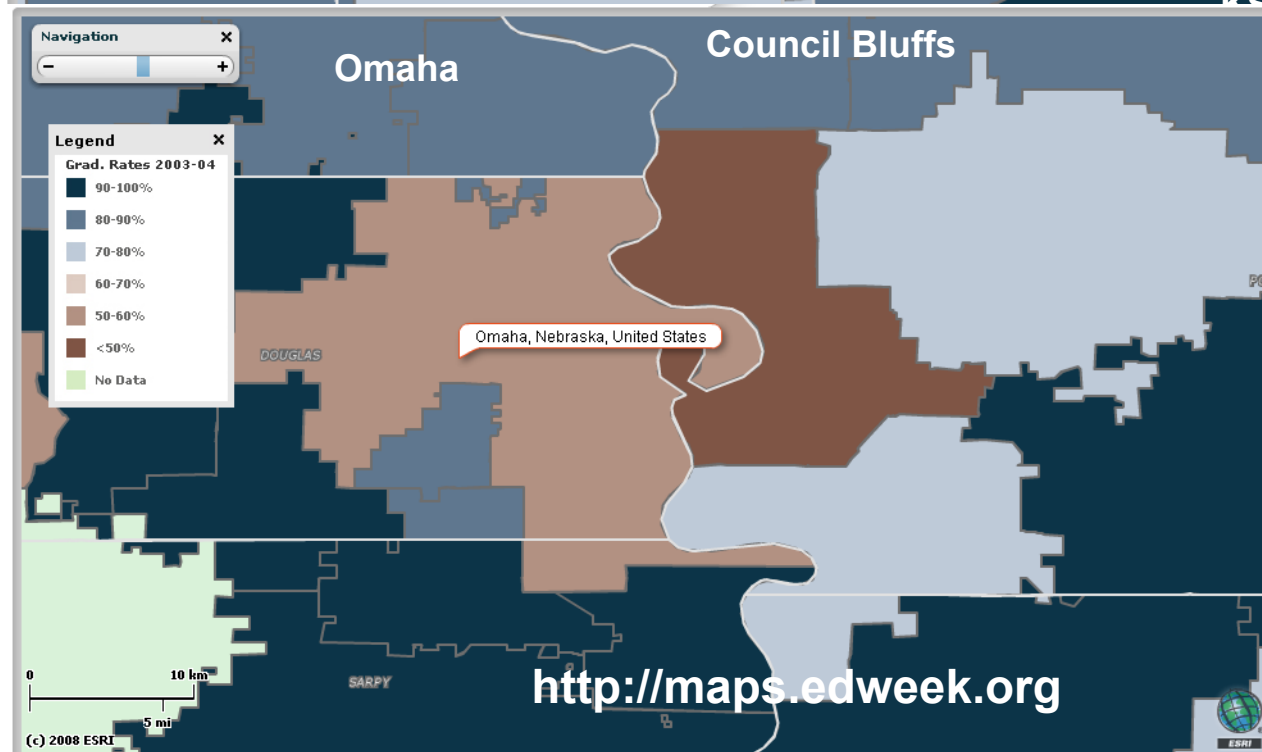 Navigation
Omaha
Council Bluffs
Legend
Grad. Rates 2003-04
90-100%
80-90%
70-80%
60-70%
50-60%
<50%
No Data
Omaha, Nebraska, United States
DOUGLAS
SARPY
http://maps.edweek.org
0 10 km
5 mi
(c) 2008 ESRI
ESRI